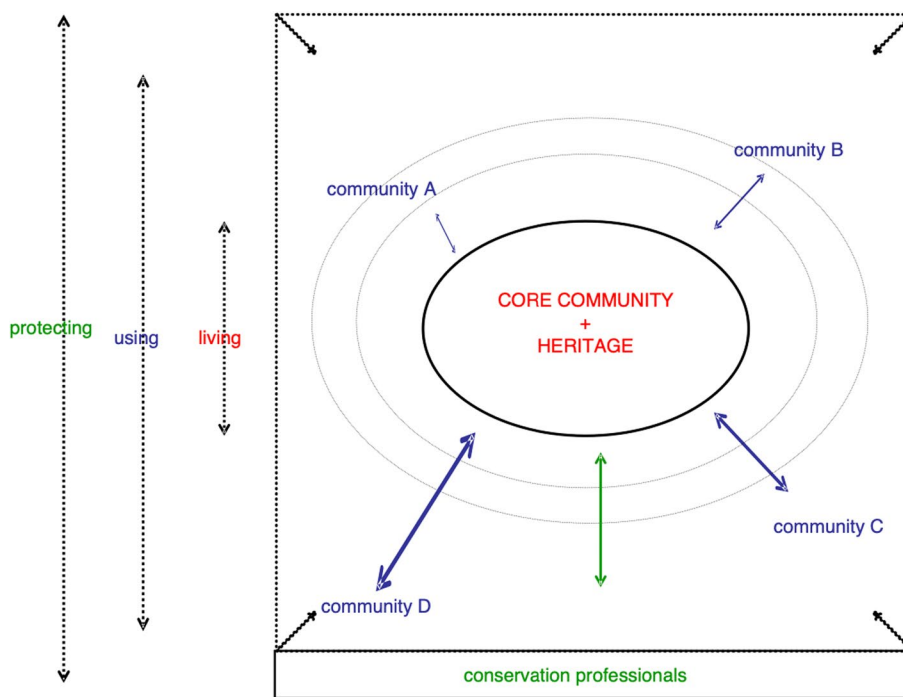 community B
community A
CORE COMMUNITY
+
HERITAGE
protecting
using
living
community C
community D
conservation professionals